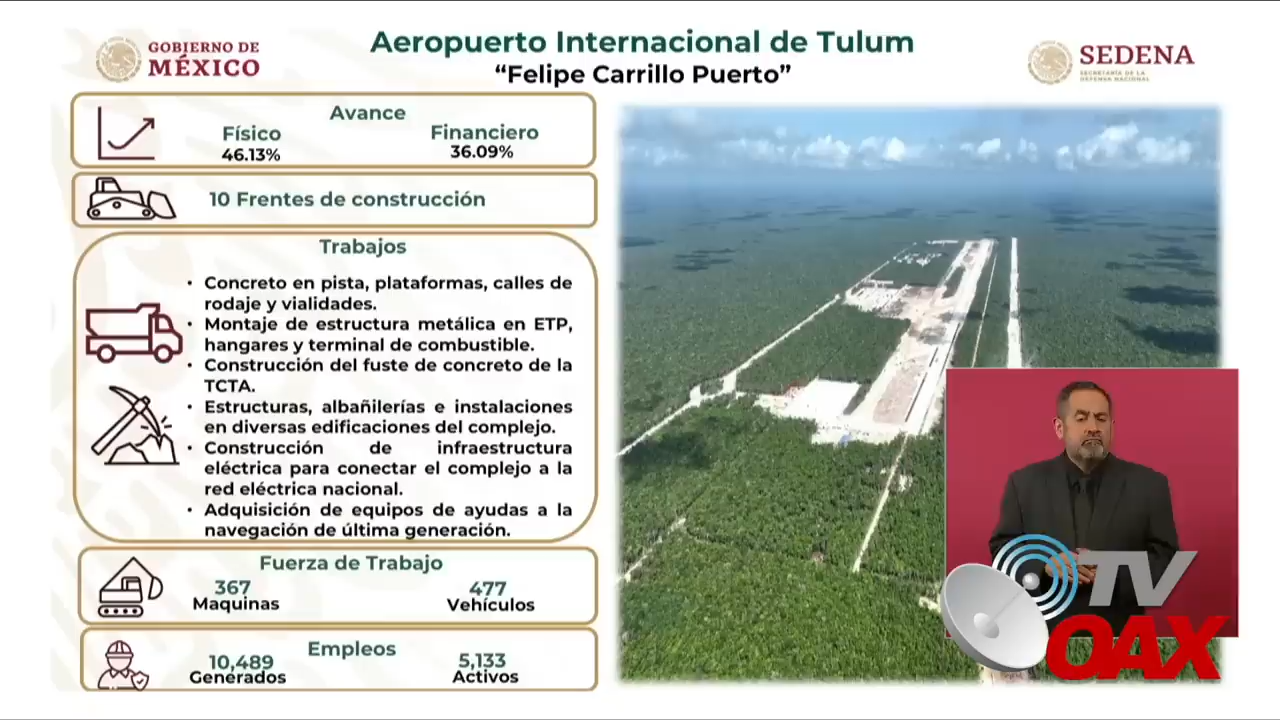 GOBIERNO DE
MÉXICO
Aeropuerto Internacional de Tulum
“Felipe Carrillo Puerto”
SEDENA
SECRETARÍA DE LA
DEFENSA NACIONAL
Avance
Físico
46.13%
Financiero
36.09%
10 Frentes de construcción
Trabajos
• Concreto en pista, plataformas, calles de
rodaje y vialidades.
• Montaje de estructura metálica en ETP,
hangares y terminal de combustible.
• Construcción del fuste de concreto de la
TCTA.
• Estructuras, albañilerías e instalaciones
en diversas edificaciones del complejo.
• Construcción de infraestructura
eléctrica para conectar el complejo a la
red eléctrica nacional.
• Adquisición de equipos de ayudas a la
navegación de última generación.
Fuerza de Trabajo
367
Maquinas
477
Vehículos
Empleos
10,489
Generados
5,133
Activos
TV
OAX